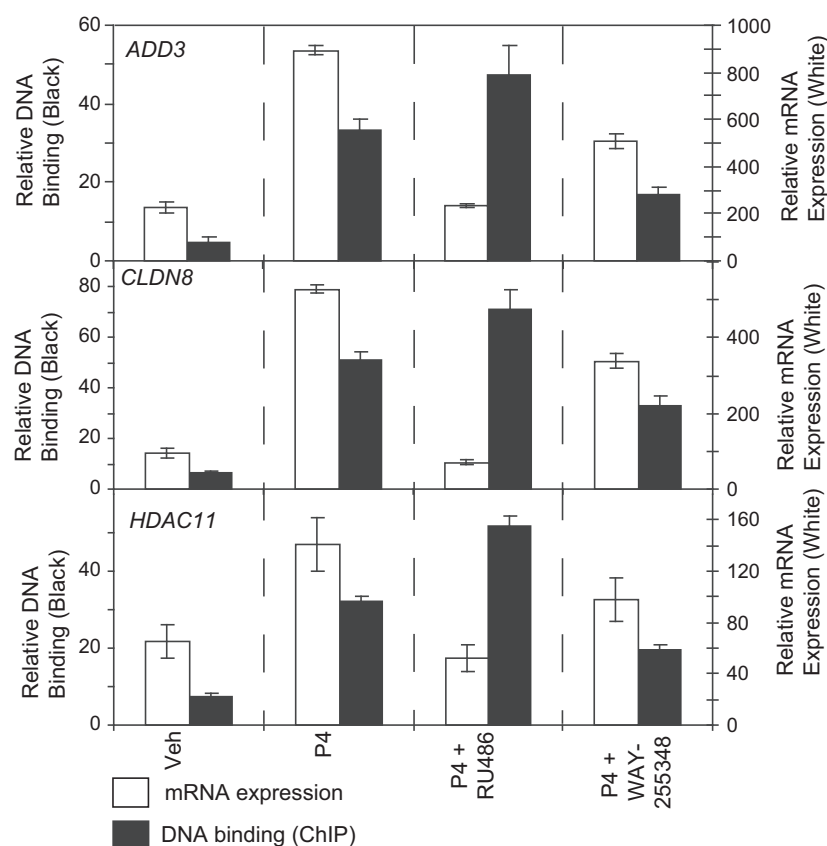 60
40
20
0
Relative DNA
Binding (Black)
ADD3
1000
800
600
400
200
0
Relative mRNA
Expression (White)
80
60
40
20
0
Relative DNA
Binding (Black)
CLDN8
400
200
0
Relative mRNA
Expression (White)
40
20
0
Relative DNA
Binding (Black)
HDAC11
160
120
80
40
0
Relative mRNA
Expression (White)
Veh
P4
P4 +
RU486
P4 +
WAY-
255348
mRNA expression
DNA binding (ChIP)